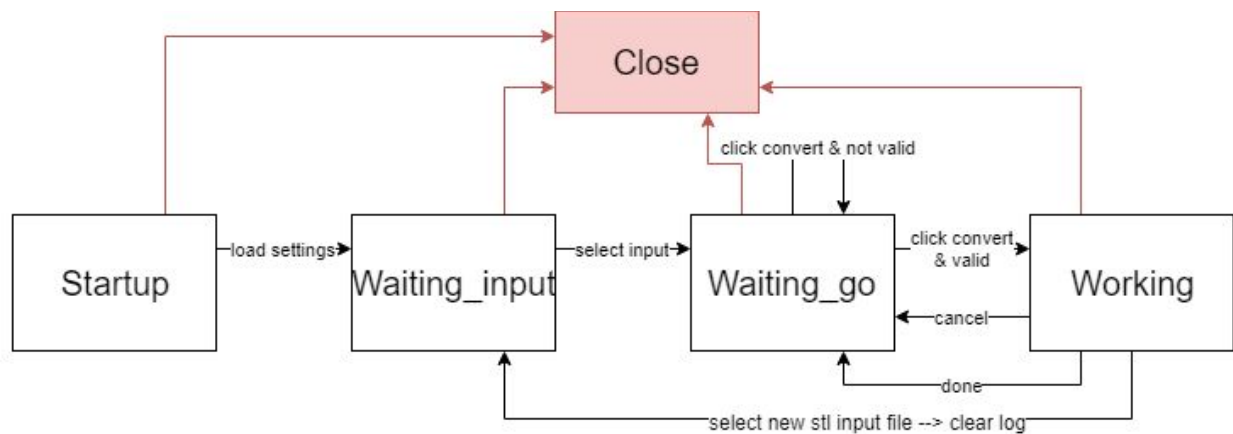 Close
click convert & not valid
Startup
load settings
Waiting_input
select input
Waiting_go
click convert
& valid
Working
cancel
done
select new stl input file --> clear log